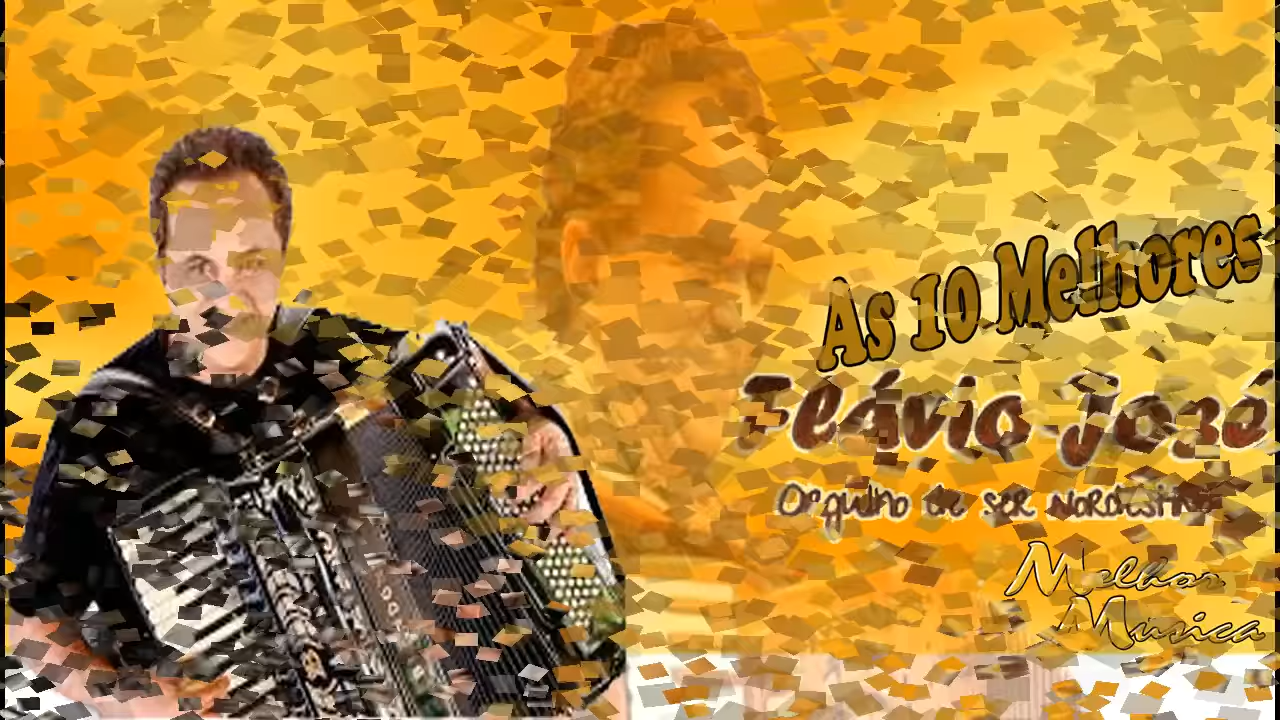 As 10 Melhores
Flávio José
Orgulho de ser Nordestino
Melhor
Musica